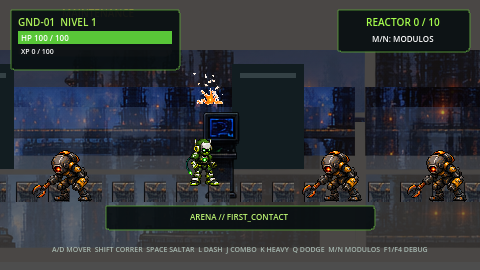 GND-01 NIVEL 1
HP 100 / 100
XP 0 / 100
REACTOR 0 / 10
M/N: MODULOS
ARENA // FIRST_CONTACT
A/D MOVER SHIFT CORRER SPACE SALTAR L DASH J COMBO K HEAVY Q DODGE M/N MODULOS F1/F4 DEBUG